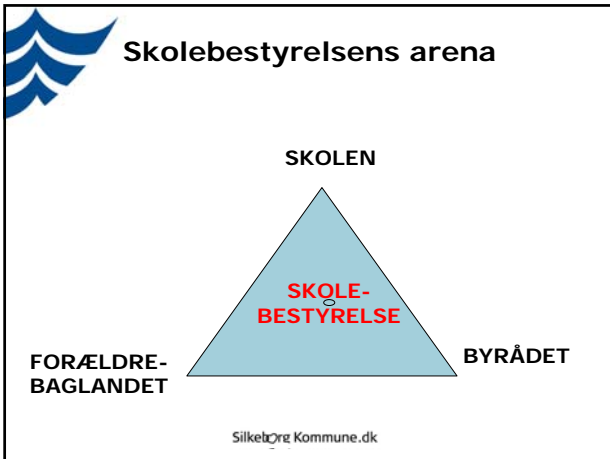 Skolebestyrelsens arena
SKOLEN
SKOLE-
BESTYRELSE
FORÆLDRE-
BAGLANDET
BYRÅDET
Silkeborg Kommune.dk